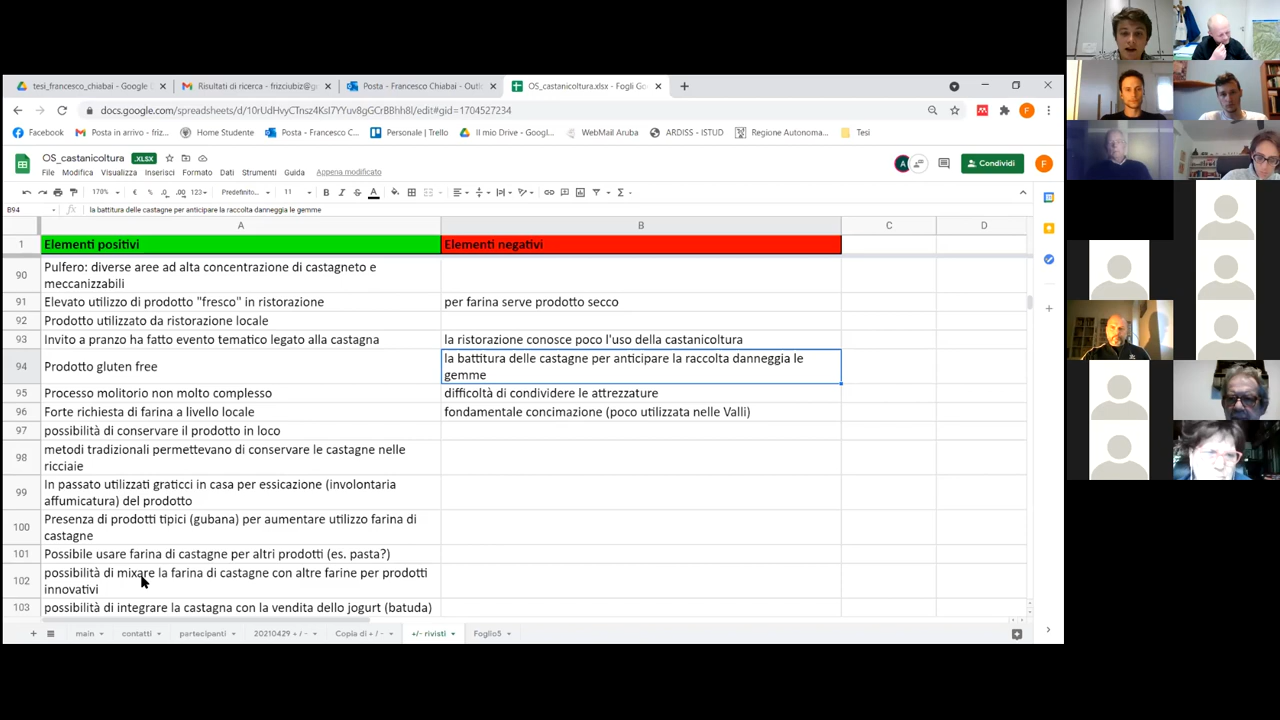 tesi_francesco_chiabai - Google
Risultati di ricerca - frizciubiz@g
Posta - Francesco Chiabai - Outl
OS_castanicoltura.xlsx - Fogli Go
docs.google.com/spreadsheets/d/10rUdHvyCTnsz4KsI7YYuv8gGCrBBhh8l/edit#gid=1704527234
Facebook
Posta in arrivo - friz...
Home Studente
Posta - Francesco C...
Personale | Trello
Il mio Drive - Googl...
WebMail Aruba
ARDISS - ISTUD
Regione Autonoma...
Tesi
OS_castanicoltura .XLSX
File Modifica Visualizza Inserisci Formato Dati Strumenti Guida Appena modificato
A Condividi F
170% € % .0 .00 123 Predefinito... 11 B I S A
B94 fx la battitura delle castagne per anticipare la raccolta danneggia le gemme
A B C D
1 Elementi positivi Elementi negativi
90 Pulfero: diverse aree ad alta concentrazione di castagneto e
meccanizzabili
91 Elevato utilizzo di prodotto "fresco" in ristorazione per farina serve prodotto secco
92 Prodotto utilizzato da ristorazione locale
93 Invito a pranzo ha fatto evento tematico legato alla castagna la ristorazione conosce poco l'uso della castanicoltura
94 Prodotto gluten free la battitura delle castagne per anticipare la raccolta danneggia le
gemme
95 Processo molitorio non molto complesso difficoltà di condividere le attrezzature
96 Forte richiesta di farina a livello locale fondamentale concimazione (poco utilizzata nelle Valli)
97 possibilità di conservare il prodotto in loco
98 metodi tradizionali permettevano di conservare le castagne nelle
ricciaie
99 In passato utilizzati graticci in casa per essicazione (involontaria
affumicatura) del prodotto
100 Presenza di prodotti tipici (gubana) per aumentare utilizzo farina di
castagne
101 Possibile usare farina di castagne per altri prodotti (es. pasta?)
102 possibilità di mixare la farina di castagne con altre farine per prodotti
innovativi
103 possibilità di integrare la castagna con la vendita dello jogurt (batuda)
main contatti partecipanti 20210429 + / - Copia di + / - +/- rivisti Foglio5